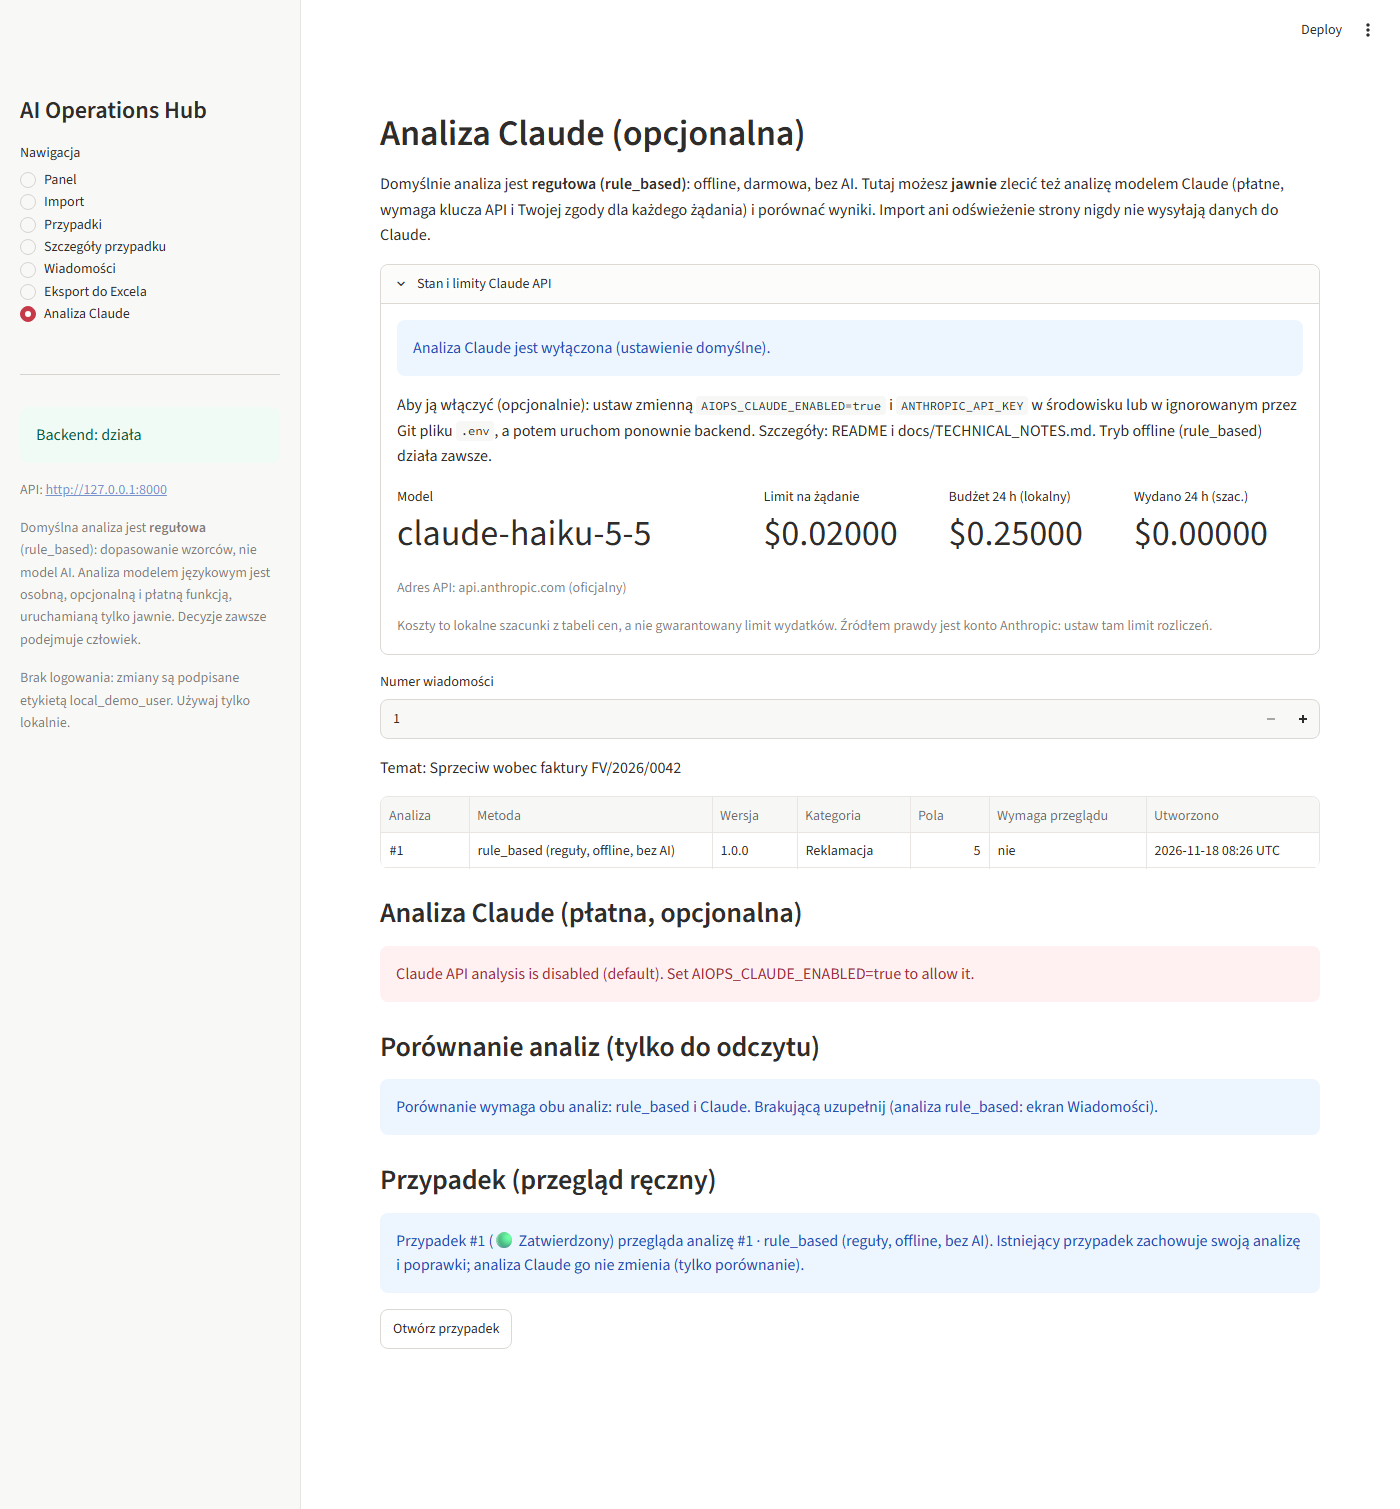 Deploy
AI Operations Hub
Nawigacja
Panel
Import
Przypadki
Szczegóły przypadku
Wiadomości
Eksport do Excela
Analiza Claude
Backend: działa
API: http://127.0.0.1:8000
Domyślna analiza jest regułowa
(rule_based): dopasowanie wzorców, nie
model AI. Analiza modelem językowym jest
osobną, opcjonalną i płatną funkcją,
uruchamianą tylko jawnie. Decyzje zawsze
podejmuje człowiek.
Brak logowania: zmiany są podpisane
etykietą local_demo_user. Używaj tylko
lokalnie.
Analiza Claude (opcjonalna)
Domyślnie analiza jest regułowa (rule_based): offline, darmowa, bez AI. Tutaj możesz jawnie zlecić też analizę modelem Claude (płatne,
wymaga klucza API i Twojej zgody dla każdego żądania) i porównać wyniki. Import ani odświeżenie strony nigdy nie wysyłają danych do
Claude.
Stan i limity Claude API
Analiza Claude jest wyłączona (ustawienie domyślne).
Aby ją włączyć (opcjonalnie): ustaw zmienną AIOPS_CLAUDE_ENABLED=true i ANTHROPIC_API_KEY w środowisku lub w ignorowanym przez
Git pliku .env, a potem uruchom ponownie backend. Szczegóły: README i docs/TECHNICAL_NOTES.md. Tryb offline (rule_based)
działa zawsze.
Model Limit na żądanie Budżet 24 h (lokalny) Wydano 24 h (szac.)
claude-haiku-5-5 $0.02000 $0.25000 $0.00000
Adres API: api.anthropic.com (oficjalny)
Koszty to lokalne szacunki z tabeli cen, a nie gwarantowany limit wydatków. Źródłem prawdy jest konto Anthropic: ustaw tam limit rozliczeń.
Numer wiadomości
1
Temat: Sprzeciw wobec faktury FV/2026/0042
Analiza Metoda Wersja Kategoria Pola Wymaga przeglądu Utworzono
#1 rule_based (reguły, offline, bez AI) 1.0.0 Reklamacja 5 nie 2026-11-18 08:26 UTC
Analiza Claude (płatna, opcjonalna)
Claude API analysis is disabled (default). Set AIOPS_CLAUDE_ENABLED=true to allow it.
Porównanie analiz (tylko do odczytu)
Porównanie wymaga obu analiz: rule_based i Claude. Brakującą uzupełnij (analiza rule_based: ekran Wiadomości).
Przypadek (przegląd ręczny)
Przypadek #1 (🟢 Zatwierdzony) przegląda analizę #1 · rule_based (reguły, offline, bez AI). Istniejący przypadek zachowuje swoją analizę
i poprawki; analiza Claude go nie zmienia (tylko porównanie).
Otwórz przypadek